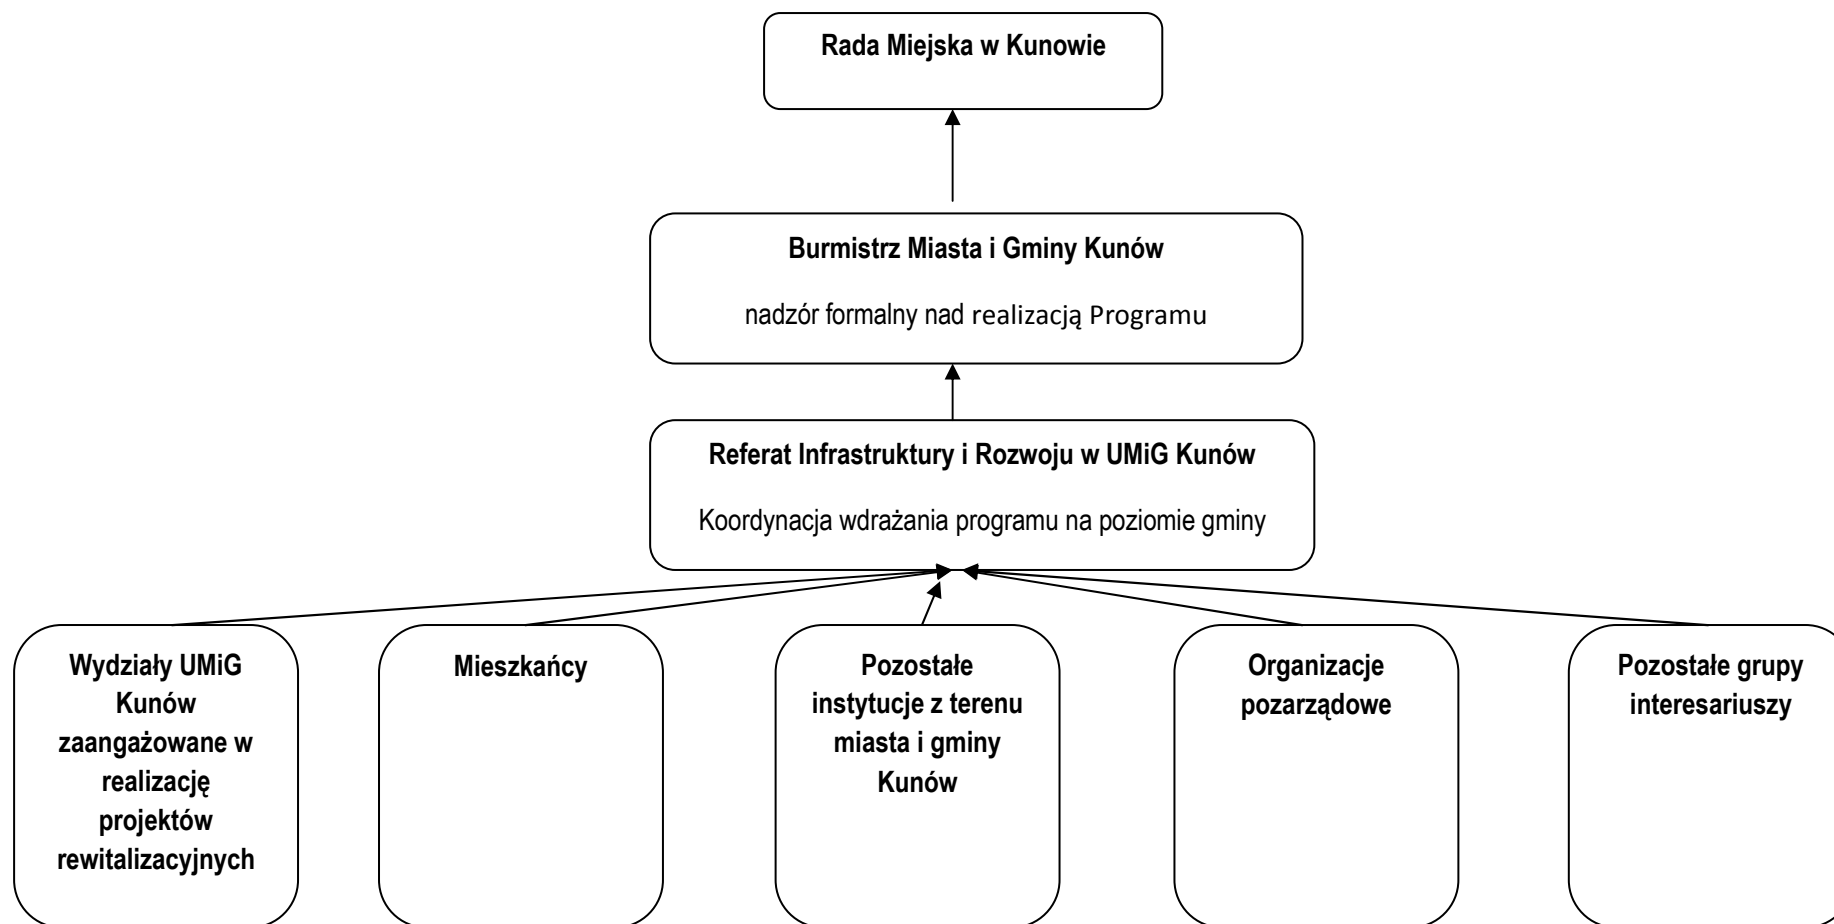 Rada Miejska w Kunowie
Burmistrz Miasta i Gminy Kunów
nadzór formalny nad realizacją Programu
Referat Infrastruktury i Rozwoju w UMiG Kunów
Koordynacja wdrażania programu na poziomie gminy
Wydziały UMiG
Kunów
zaangażowane w
realizację
projektów
rewitalizacyjnych
Mieszkańcy
Pozostałe
instytucje z terenu
miasta i gminy
Kunów
Organizacje
pozarządowe
Pozostałe grupy
interesariuszy